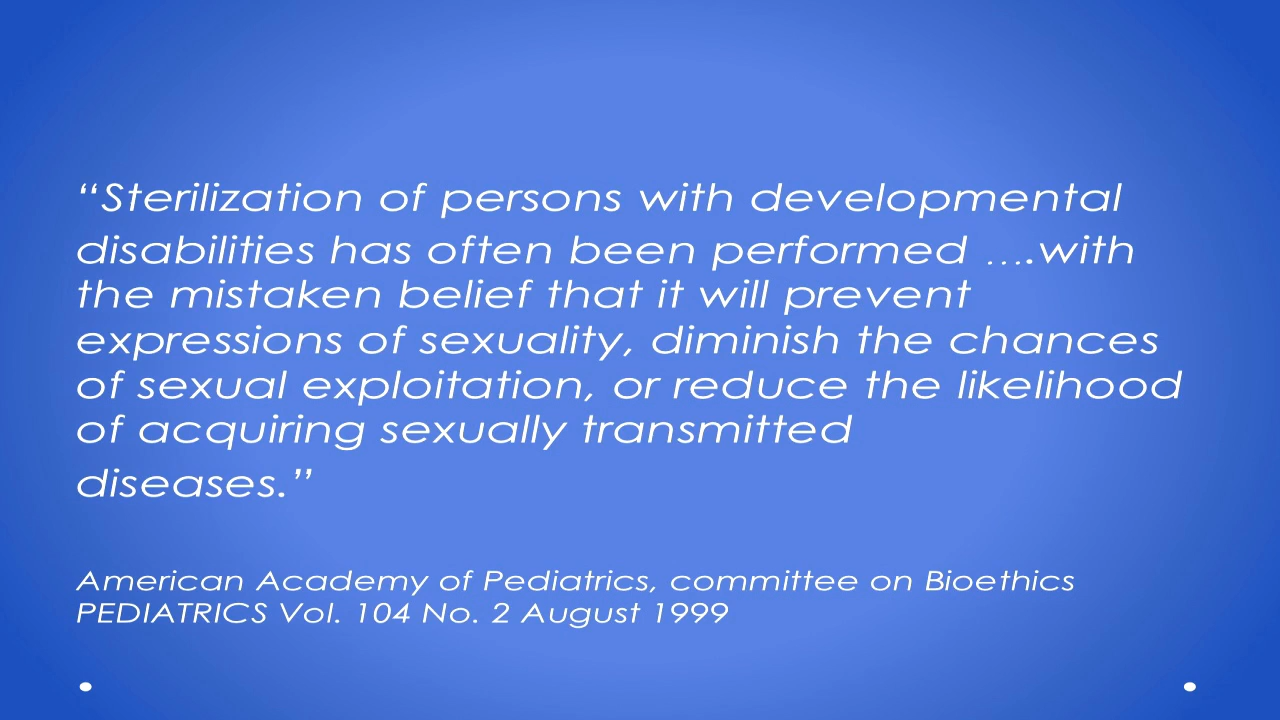 “Sterilization of persons with developmental
disabilities has often been performed ….with
the mistaken belief that it will prevent
expressions of sexuality, diminish the chances
of sexual exploitation, or reduce the likelihood
of acquiring sexually transmitted
diseases.”
American Academy of Pediatrics, committee on Bioethics
PEDIATRICS Vol. 104 No. 2 August 1999